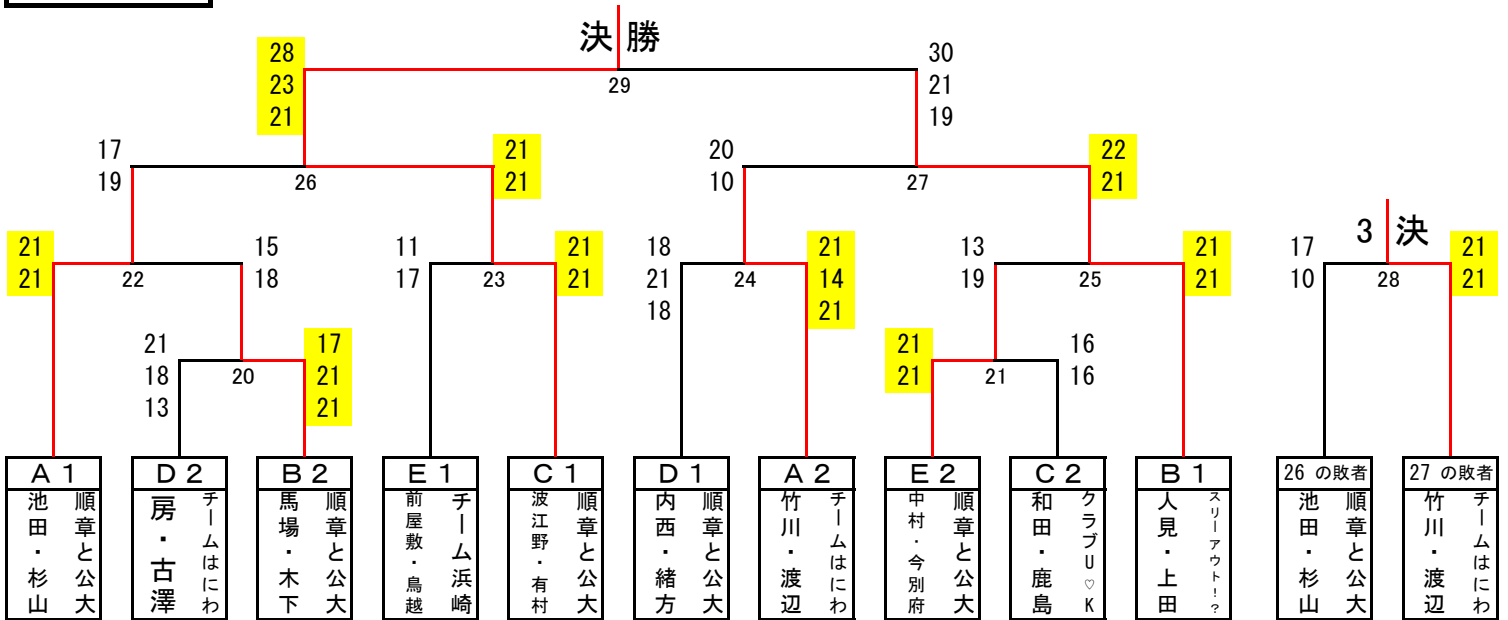 決勝
28
23
21
29
30
21
19
17
19
26
21
21
20
10
27
22
21
21
21
22
15
18
11
17
23
21
21
18
21
18
24
21
14
21
13
19
25
21
21
3決
17
10
28
21
21
21
18
13
20
17
21
21
21
21
21
16
16
A1
D2
B2
E1
C1
D1
A2
E2
C2
B1
26 の敗者
27 の敗者
順章と公大
池田・杉山
チームはにわ
房・古澤
順章と公大
馬場・木下
チーム浜崎
前屋敷・鳥越
順章と公大
波江野・有村
順章と公大
内西・緒方
チームはにわ
竹川・渡辺
順章と公大
中村・今別府
クラブU♡K
和田・鹿島
スリーアウト!?
人見・上田
順章と公大
池田・杉山
チームはにわ
竹川・渡辺